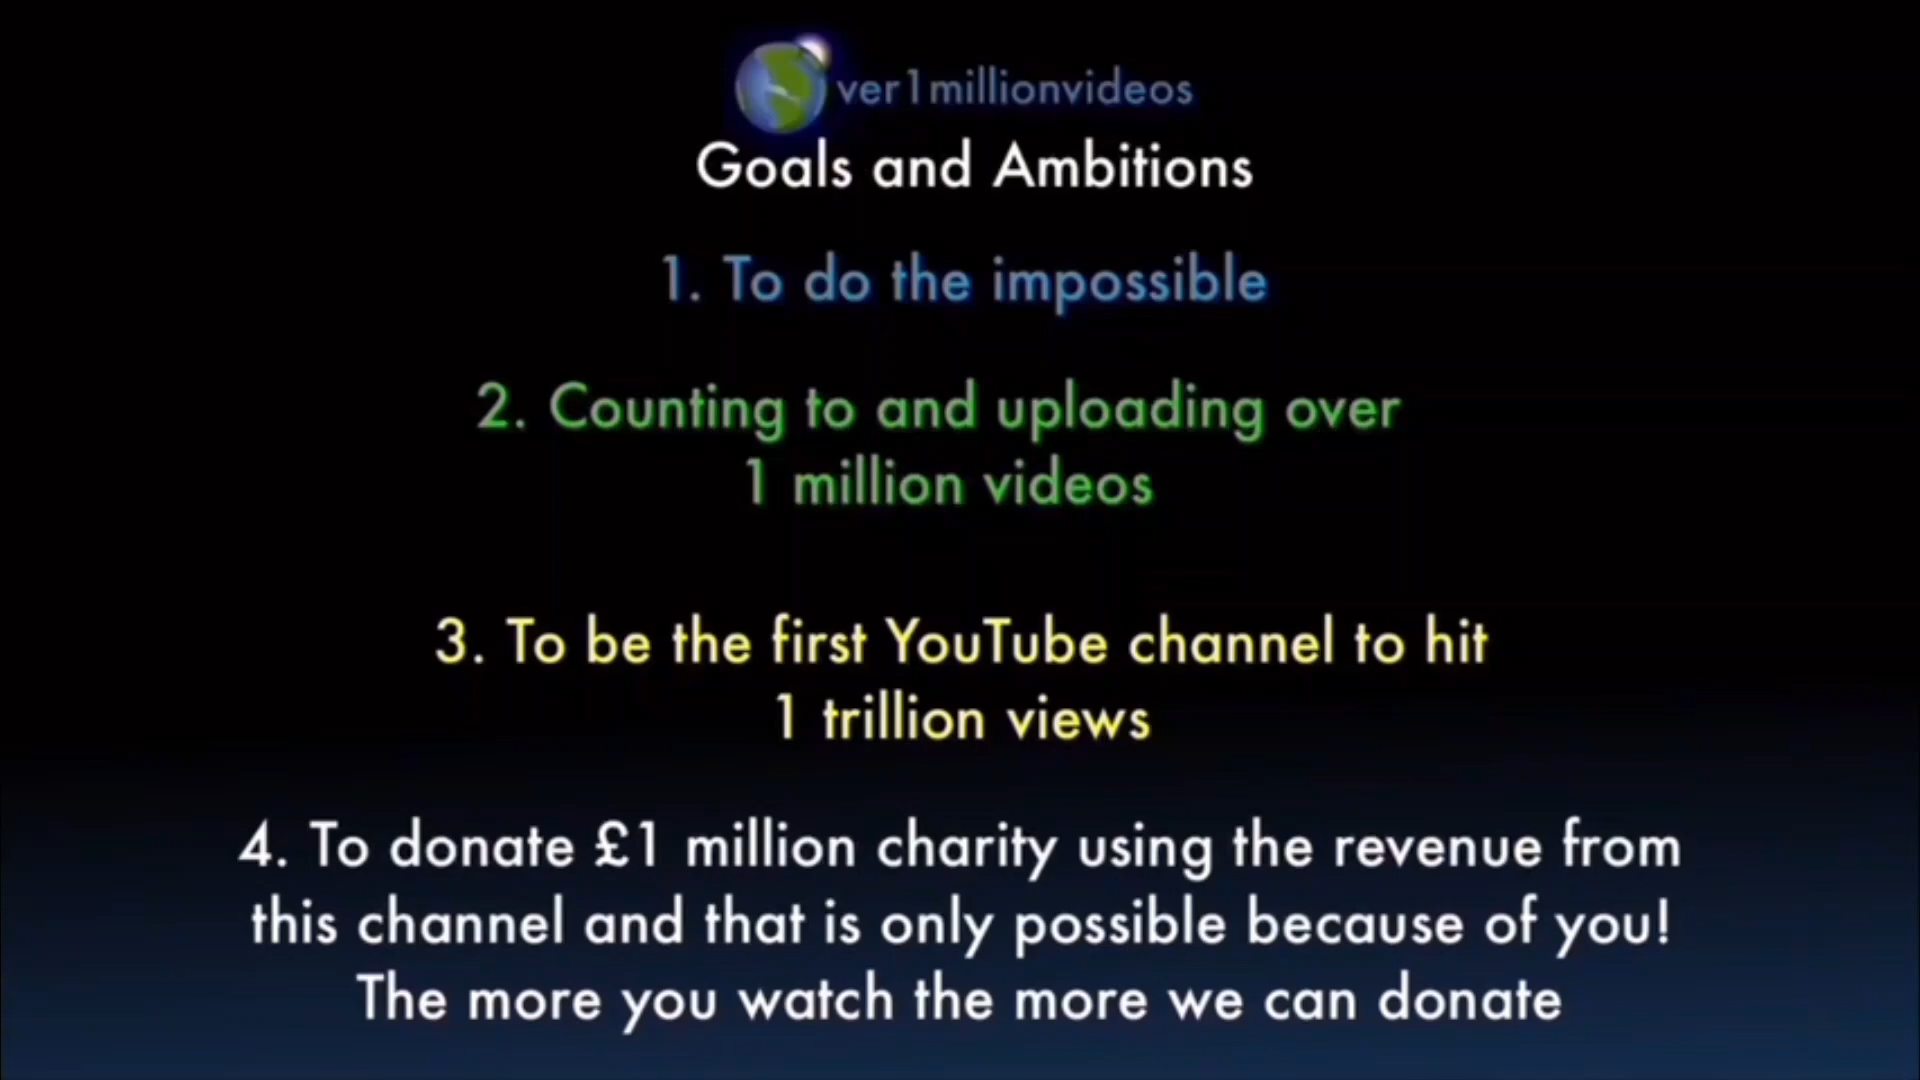 ver1millionvideos
Goals and Ambitions
1. To do the impossible
2. Counting to and uploading over
1 million videos
3. To be the first YouTube channel to hit
1 trillion views
4. To donate £1 million charity using the revenue from
this channel and that is only possible because of you!
The more you watch the more we can donate